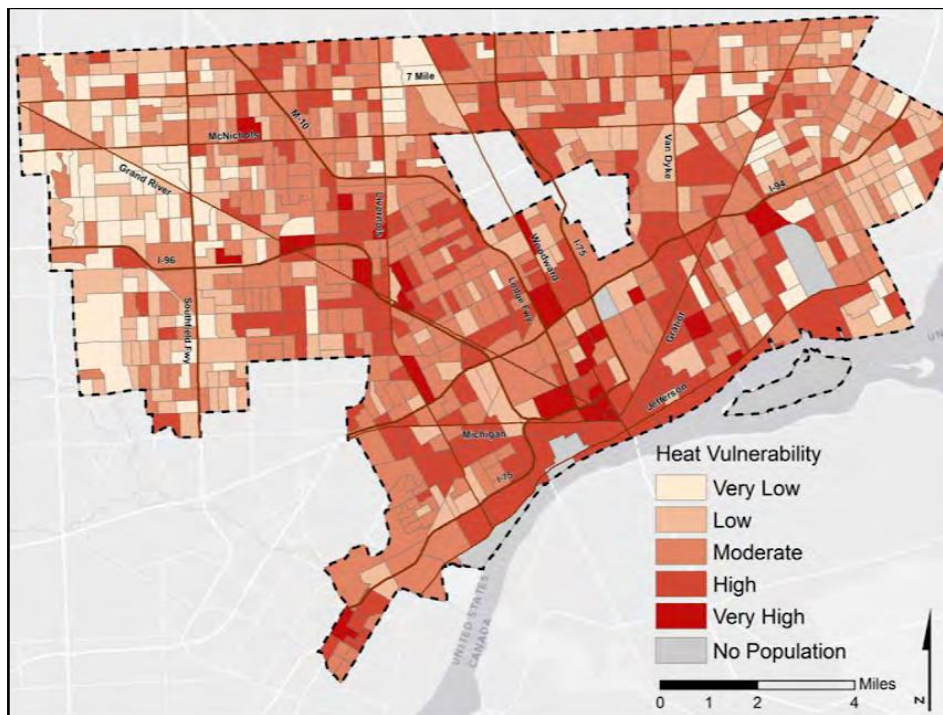 7 Mile
McNichols
M-10
Grand River
Livernois
Van Dyke
I-94
I-96
Woodward
I-75
Lodge Fwy
Southfield Fwy
Gratiot
Jefferson
Michigan
I-75
UN
UNITED STATES
CANADA
Heat Vulnerability
Very Low
Low
Moderate
High
Very High
No Population
Miles
0 1 2 4
N